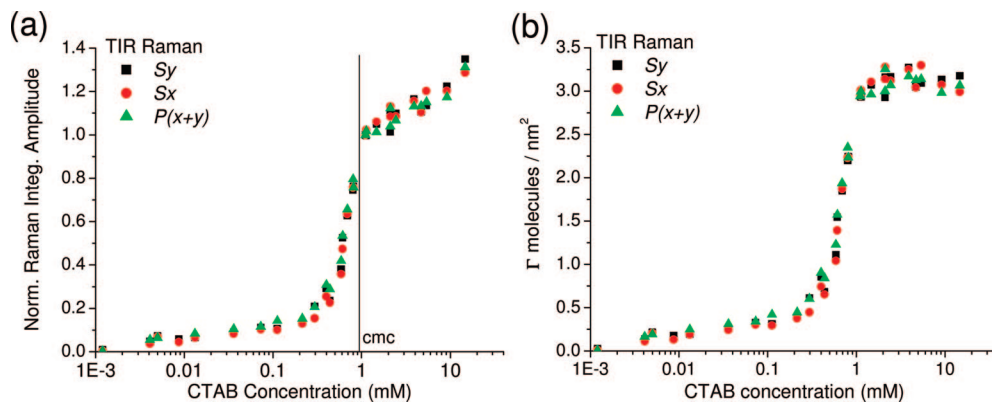 (a)
TIR Raman
Sy
Sx
P(x+y)
Norm. Raman Integ. Amplitude
1.4
1.2
1.0
0.8
0.6
0.4
0.2
0.0
cmc
1E-3 0.01 0.1 1 10
CTAB Concentration (mM)
(b)
TIR Raman
Sy
Sx
P(x+y)
Γ molecules / nm²
3.5
3.0
2.5
2.0
1.5
1.0
0.5
0.0
1E-3 0.01 0.1 1 10
CTAB concentration (mM)